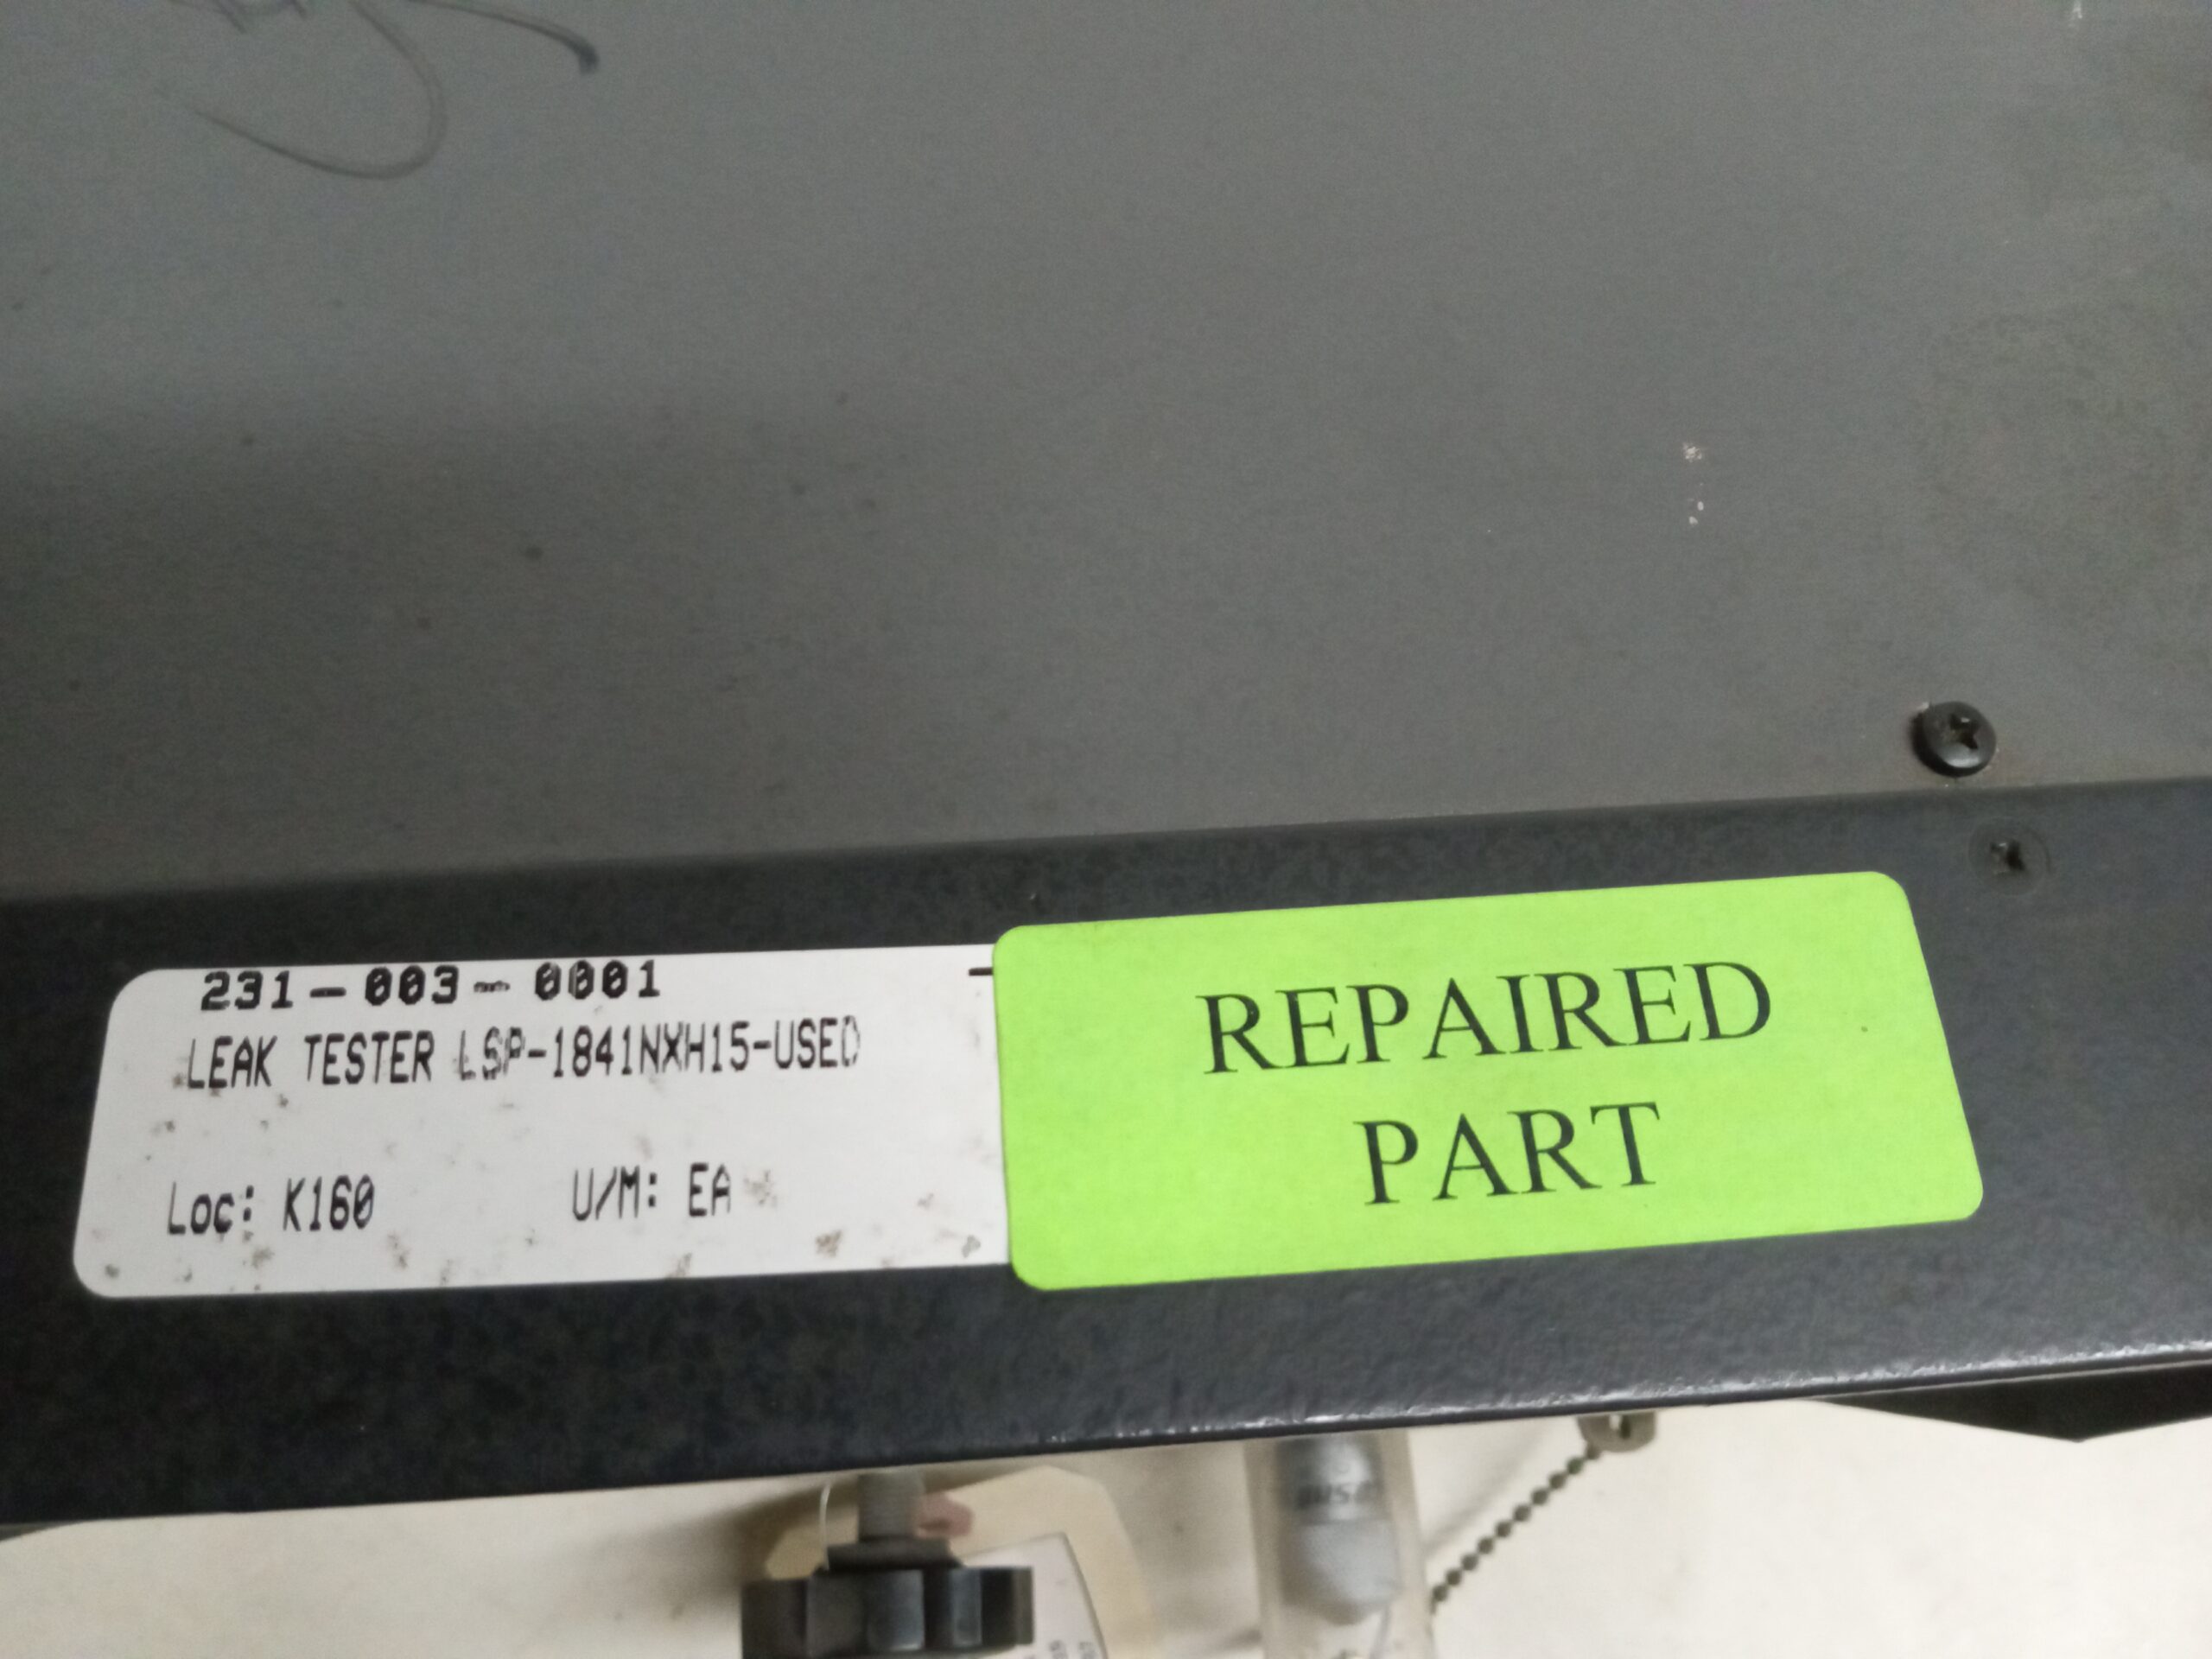 231-003-0001
LEAK TESTER LSP-1841NXH15-USED
Loc: K160 U/M: EA
REPAIRED
PART